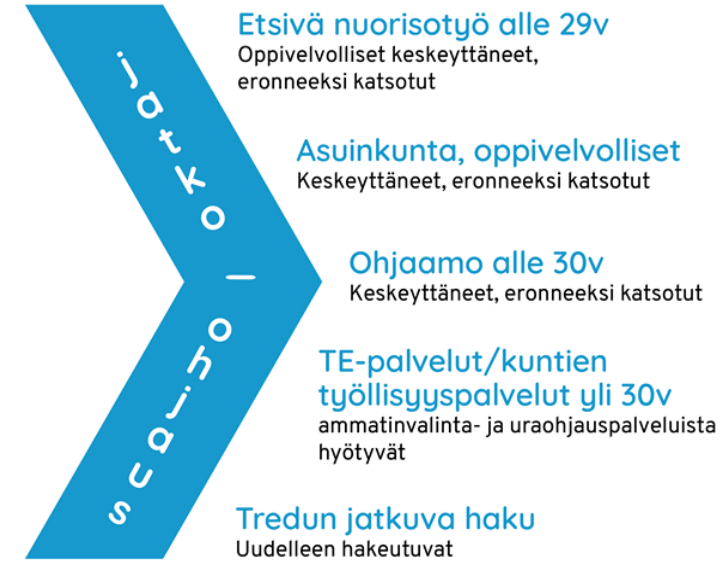 jatko-ohjaus
Etsivä nuorisotyö alle 29v
Oppivelvolliset keskeyttäneet,
eronneeksi katsotut
Asuinkunta, oppivelvolliset
Keskeyttäneet, eronneeksi katsotut
Ohjaamo alle 30v
Keskeyttäneet, eronneeksi katsotut
TE-palvelut/kuntien
työllisyyspalvelut yli 30v
ammatinvalinta- ja uraohjauspalveluista
hyötyvät
Tredun jatkuva haku
Uudelleen hakeutuvat